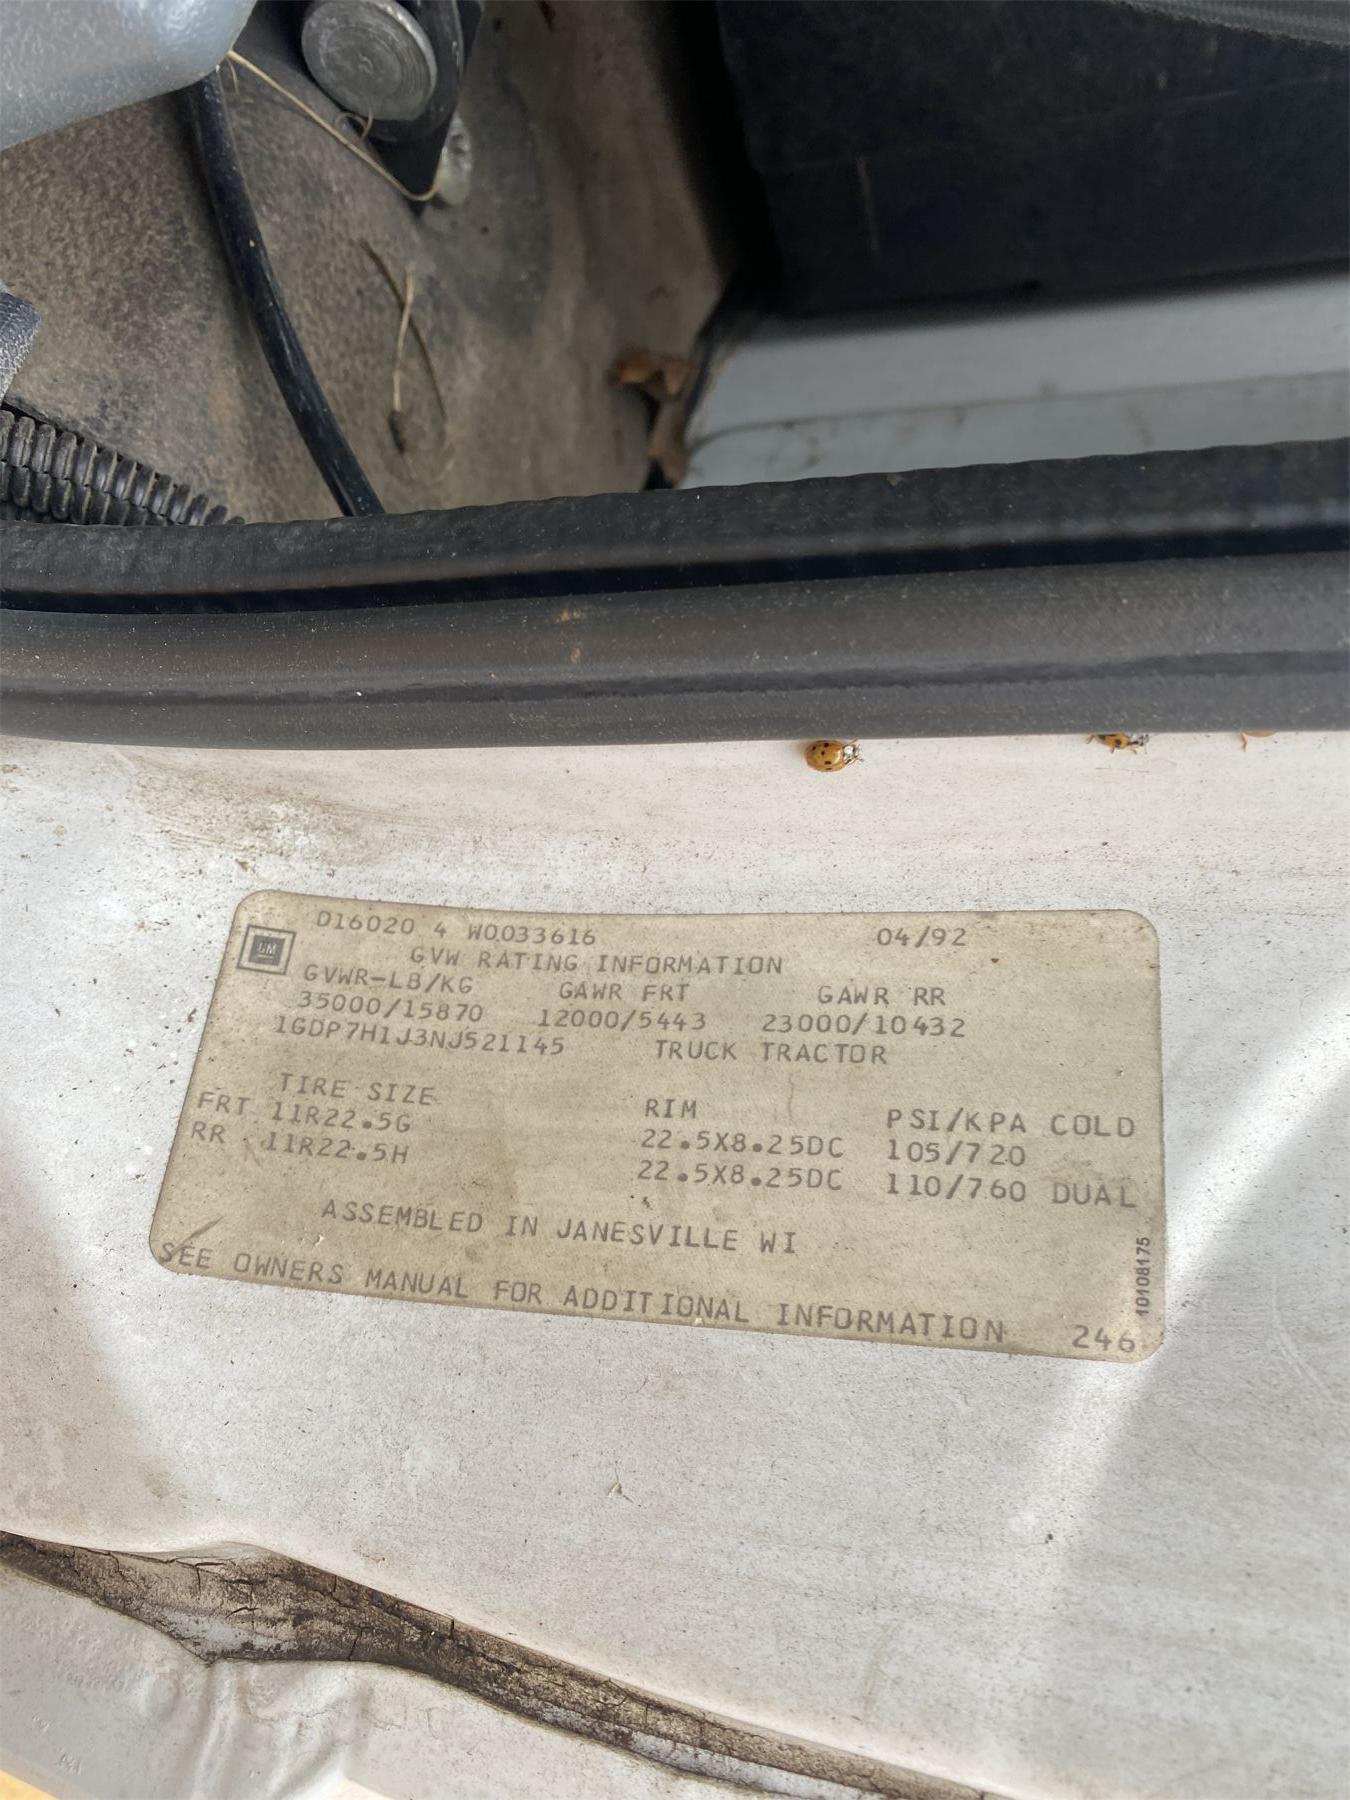 D16020 4 W0033616 04/92
GM
GVW RATING INFORMATION
GVWR-LB/KG GAWR FRT GAWR RR
35000/15870 12000/5443 23000/10432
1GDP7H1J3NJ521145 TRUCK TRACTOR
TIRE SIZE RIM PSI/KPA COLD
FRT 11R22.5G 22.5X8.25DC 105/720
RR 11R22.5H 22.5X8.25DC 110/760 DUAL
ASSEMBLED IN JANESVILLE WI
SEE OWNERS MANUAL FOR ADDITIONAL INFORMATION 246
10108175